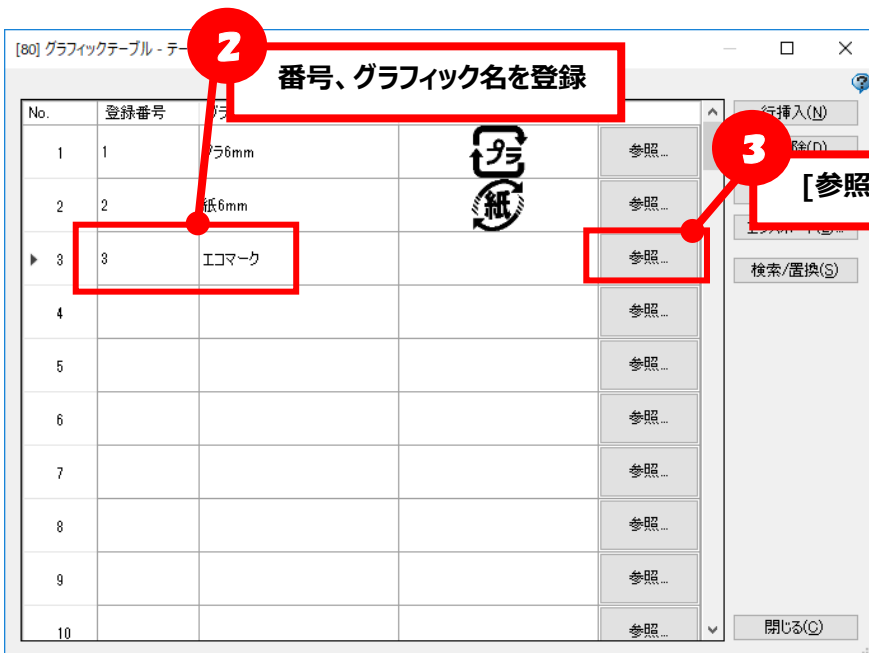 [80] グラフィックテーブル - テー
2
番号、グラフィック名を登録
No. 登録番号
行挿入(N)
1 1 プラ6mm プラ 参照...
3
[参照
2 2 紙6mm 紙 参照...
3 3 エコマーク 参照...
検索/置換(S)
4 参照...
5 参照...
6 参照...
7 参照...
8 参照...
9 参照...
10 参照...
閉じる(C)